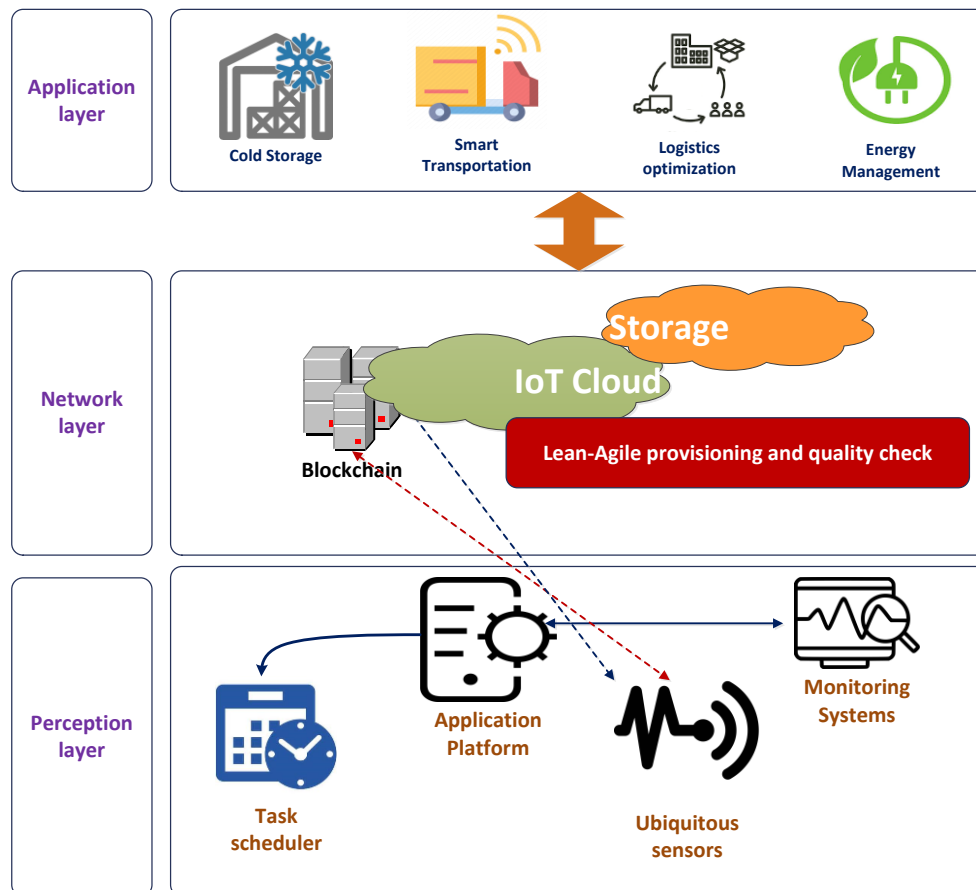 Application
layer
Cold Storage
Smart
Transportation
Logistics
optimization
Energy
Management
Network
layer
Storage
IoT Cloud
Lean-Agile provisioning and quality check
Blockchain
Perception
layer
Application
Platform
Monitoring
Systems
Task
scheduler
Ubiquitous
sensors